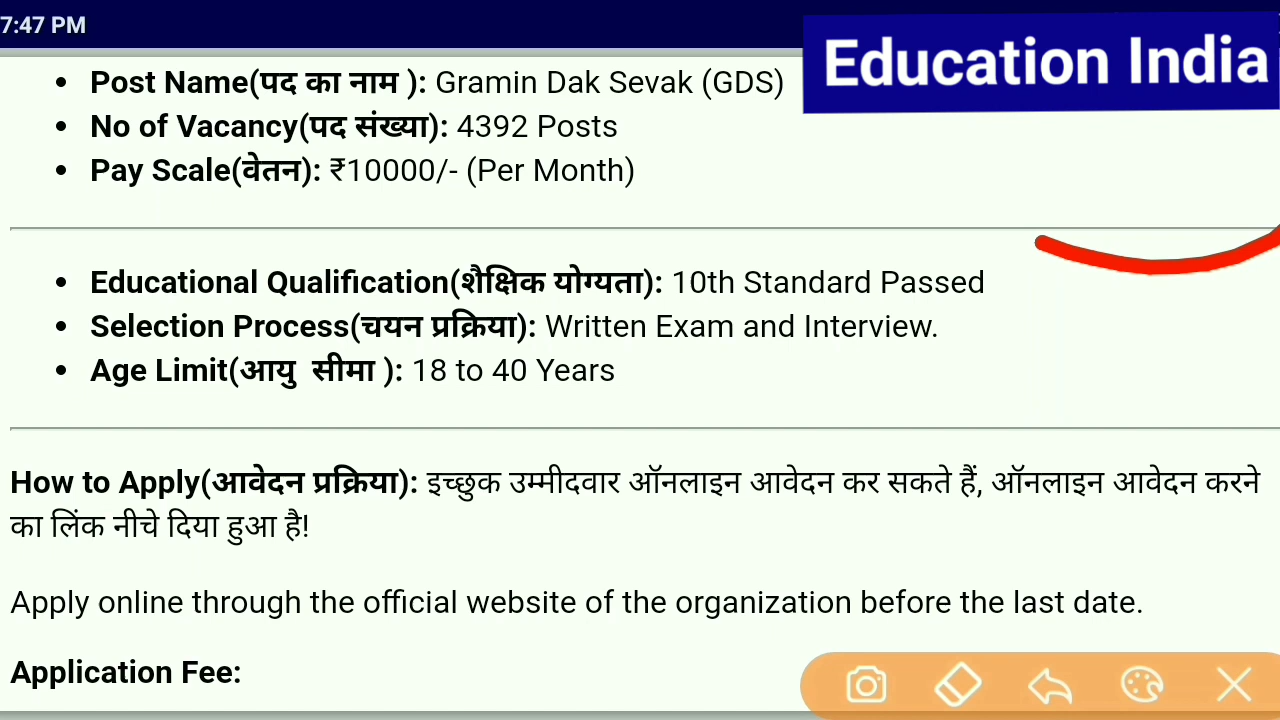 7:47 PM
Education India
Post Name(पद का नाम ): Gramin Dak Sevak (GDS)
No of Vacancy(पद संख्या): 4392 Posts
Pay Scale(वेतन): ₹10000/- (Per Month)
Educational Qualification(शैक्षिक योग्यता): 10th Standard Passed
Selection Process(चयन प्रक्रिया): Written Exam and Interview.
Age Limit(आयु  सीमा ): 18 to 40 Years
How to Apply(आवेदन प्रक्रिया): इच्छुक उम्मीदवार ऑनलाइन आवेदन कर सकते हैं, ऑनलाइन आवेदन करने
का लिंक नीचे दिया हुआ है!
Apply online through the official website of the organization before the last date.
Application Fee: